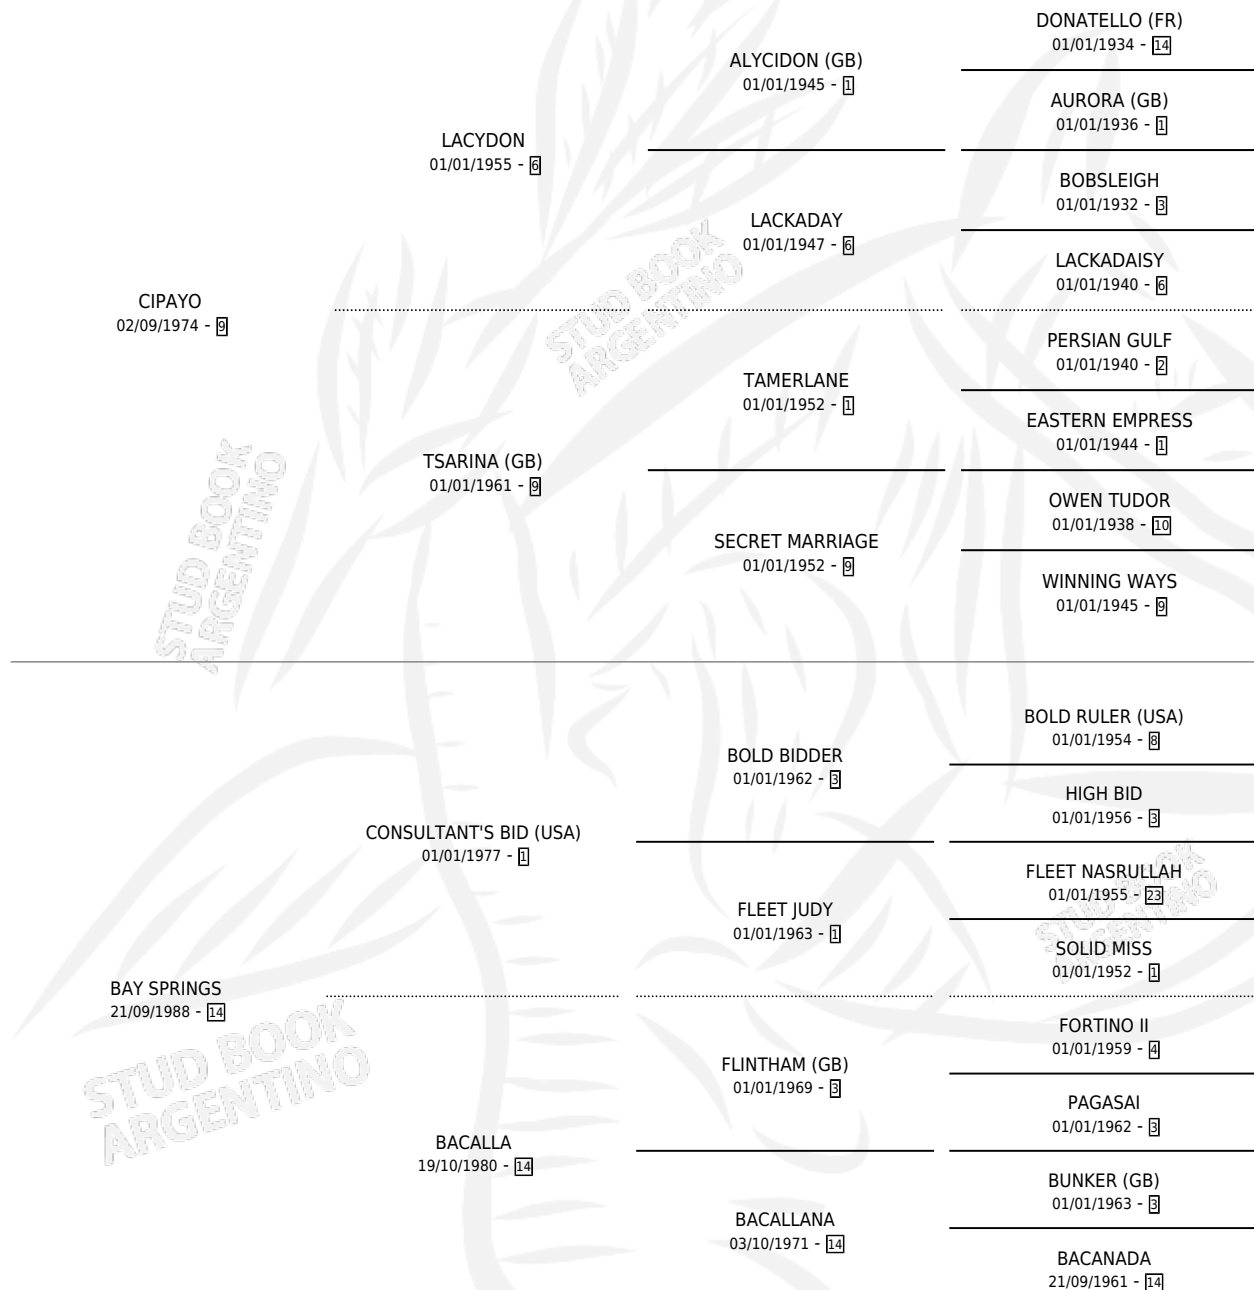 DONATELLO (FR)
01/01/1934 - 14
ALYCIDON (GB)
01/01/1945 - 1
AURORA (GB)
01/01/1936 - 1
LACYDON
01/01/1955 - 6
BOBSLEIGH
01/01/1932 - 3
LACKADAY
01/01/1947 - 6
LACKADAISY
01/01/1940 - 6
CIPAYO
02/09/1974 - 9
PERSIAN GULF
01/01/1940 - 2
TAMERLANE
01/01/1952 - 1
EASTERN EMPRESS
01/01/1944 - 1
TSARINA (GB)
01/01/1961 - 9
OWEN TUDOR
01/01/1938 - 10
SECRET MARRIAGE
01/01/1952 - 9
WINNING WAYS
01/01/1945 - 9
BOLD RULER (USA)
01/01/1954 - 8
BOLD BIDDER
01/01/1962 - 3
HIGH BID
01/01/1956 - 3
CONSULTANT'S BID (USA)
01/01/1977 - 1
FLEET NASRULLAH
01/01/1955 - 23
FLEET JUDY
01/01/1963 - 1
SOLID MISS
01/01/1952 - 1
BAY SPRINGS
21/09/1988 - 14
FORTINO II
01/01/1959 - 4
FLINTHAM (GB)
01/01/1969 - 3
PAGASAI
01/01/1962 - 3
BACALLA
19/10/1980 - 14
BUNKER (GB)
01/01/1963 - 3
BACALLANA
03/10/1971 - 14
BACANADA
21/09/1961 - 14
STUD BOOK
ARGENTINO
STUD BOOK
ARGENTINO
STUD BOOK
ARGENTINO
STUD BOOK
ARGENTINO